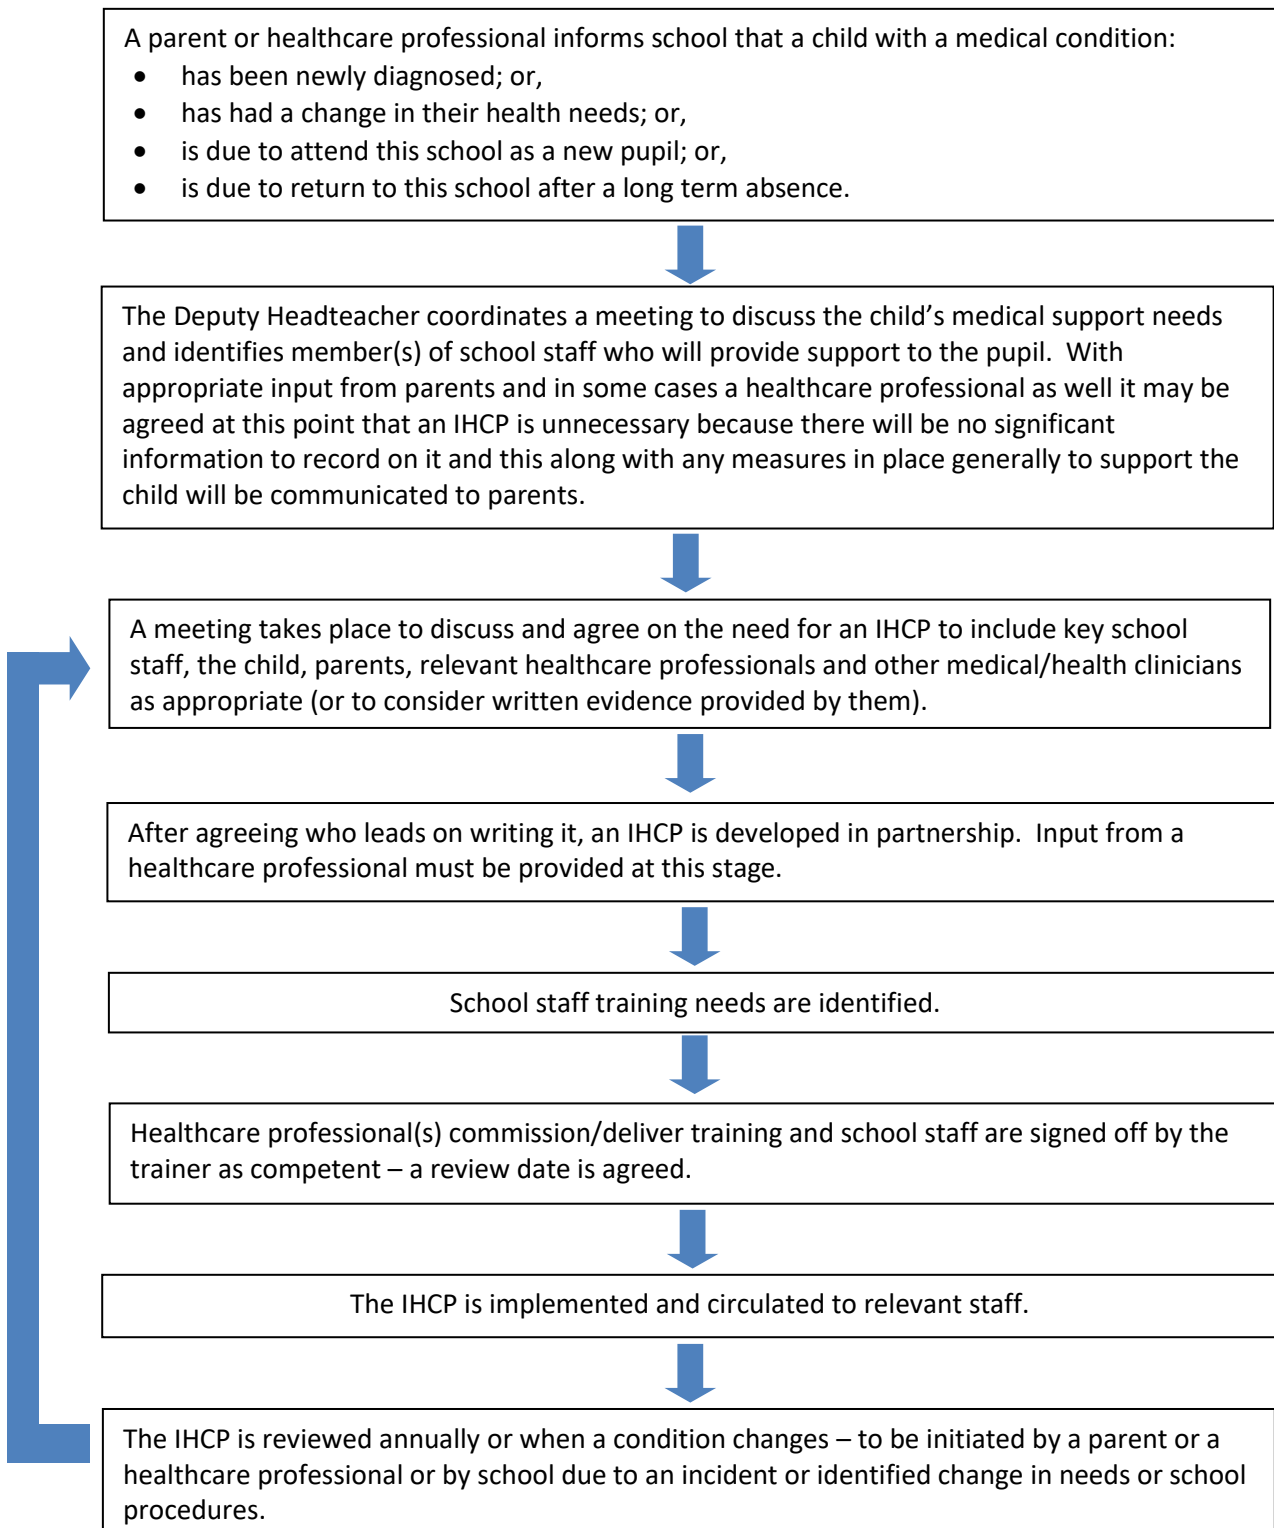 A parent or healthcare professional informs school that a child with a medical condition:
• has been newly diagnosed; or,
• has had a change in their health needs; or,
• is due to attend this school as a new pupil; or,
• is due to return to this school after a long term absence.
The Deputy Headteacher coordinates a meeting to discuss the child’s medical support needs
and identifies member(s) of school staff who will provide support to the pupil.  With
appropriate input from parents and in some cases a healthcare professional as well it may be
agreed at this point that an IHCP is unnecessary because there will be no significant
information to record on it and this along with any measures in place generally to support the
child will be communicated to parents.
A meeting takes place to discuss and agree on the need for an IHCP to include key school
staff, the child, parents, relevant healthcare professionals and other medical/health clinicians
as appropriate (or to consider written evidence provided by them).
After agreeing who leads on writing it, an IHCP is developed in partnership.  Input from a
healthcare professional must be provided at this stage.
School staff training needs are identified.
Healthcare professional(s) commission/deliver training and school staff are signed off by the
trainer as competent – a review date is agreed.
The IHCP is implemented and circulated to relevant staff.
The IHCP is reviewed annually or when a condition changes – to be initiated by a parent or a
healthcare professional or by school due to an incident or identified change in needs or school
procedures.